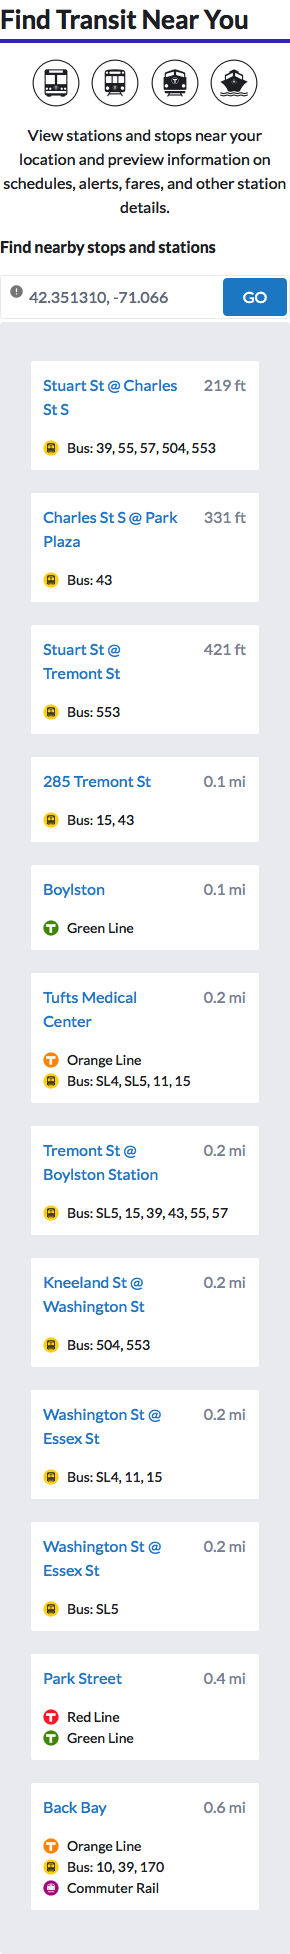 Find Transit Near You
View stations and stops near your
location and preview information on
schedules, alerts, fares, and other station
details.
Find nearby stops and stations
42.351310, -71.066 GO
Stuart St @ Charles 219 ft
St S
Bus: 39, 55, 57, 504, 553
Charles St S @ Park 331 ft
Plaza
Bus: 43
Stuart St @ 421 ft
Tremont St
Bus: 553
285 Tremont St 0.1 mi
Bus: 15, 43
Boylston 0.1 mi
T Green Line
Tufts Medical 0.2 mi
Center
T Orange Line
Bus: SL4, SL5, 11, 15
Tremont St @ 0.2 mi
Boylston Station
Bus: SL5, 15, 39, 43, 55, 57
Kneeland St @ 0.2 mi
Washington St
Bus: 504, 553
Washington St @ 0.2 mi
Essex St
Bus: SL4, 11, 15
Washington St @ 0.2 mi
Essex St
Bus: SL5
Park Street 0.4 mi
T Red Line
T Green Line
Back Bay 0.6 mi
T Orange Line
Bus: 10, 39, 170
Commuter Rail